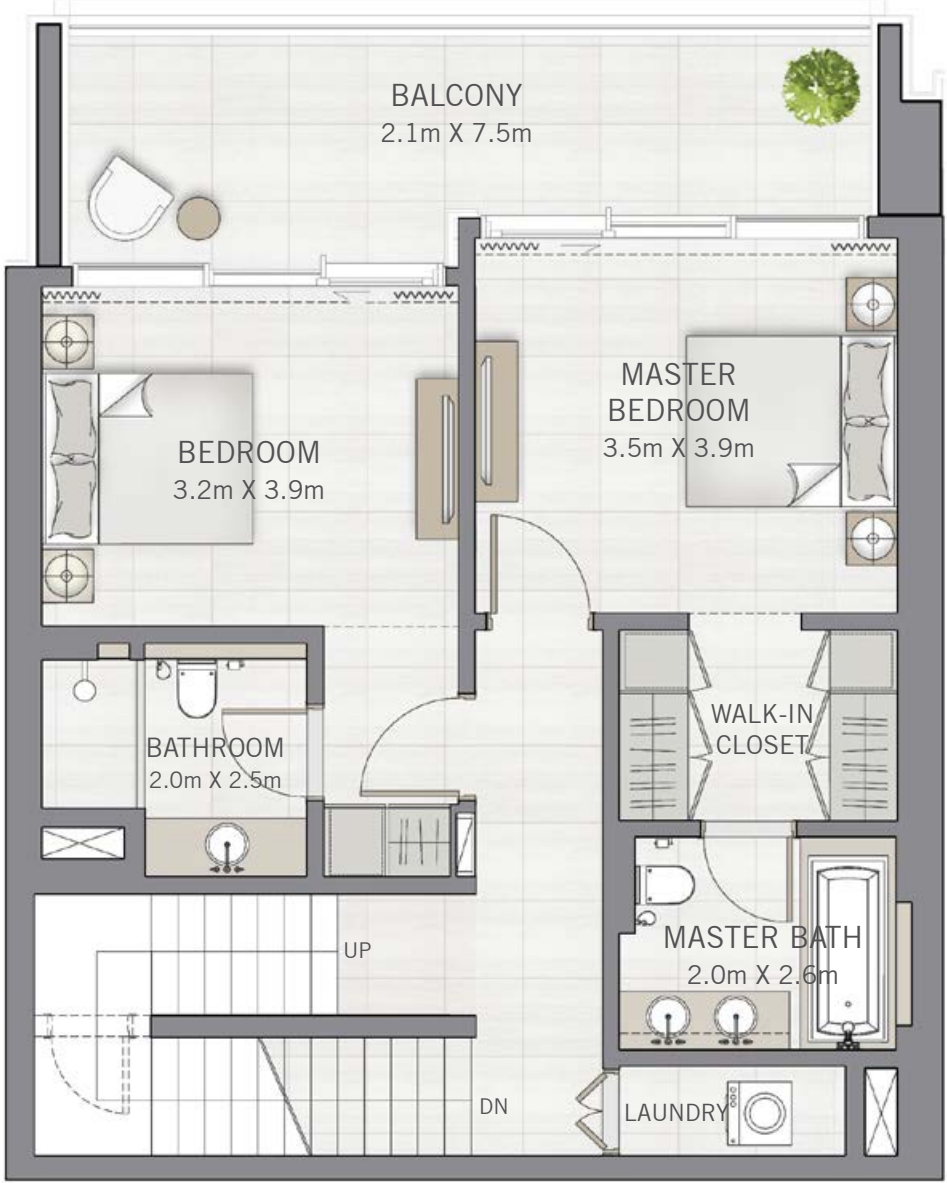 BALCONY
2.1m X 7.5m
MASTER
BEDROOM
3.5m X 3.9m
BEDROOM
3.2m X 3.9m
WALK-IN
CLOSET
BATHROOM
2.0m X 2.5m
MASTER BATH
2.0m X 2.6m
UP
DN
LAUNDRY